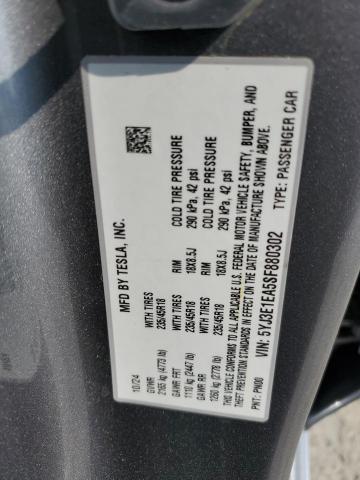 MFD BY TESLA, INC.
10/24
GVWR
2165 kg (4773 lb)
GAWR FRT WITH TIRES RIM COLD TIRE PRESSURE
1110 kg (2447 lb) 235/45R18 18X8.5J 290 kPa, 42 psi
GAWR RR WITH TIRES RIM COLD TIRE PRESSURE
1260 kg (2778 lb) 235/45R18 18X8.5J 290 kPa, 42 psi
THIS VEHICLE CONFORMS TO ALL APPLICABLE U.S. FEDERAL MOTOR VEHICLE SAFETY, BUMPER, AND
THEFT PREVENTION STANDARDS IN EFFECT ON THE DATE OF MANUFACTURE SHOWN ABOVE.
VIN: 5YJ3E1EA5SF880302 TYPE: PASSENGER CAR
PNT: PN00